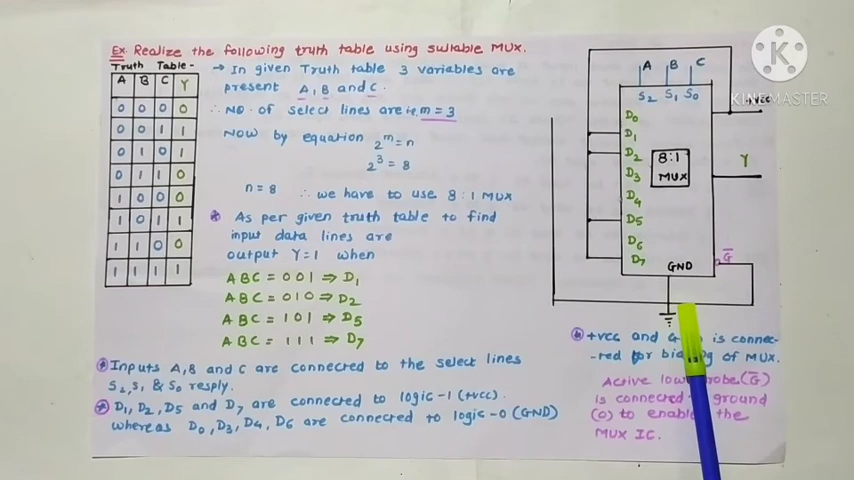 Ex. Realize the following truth table using suitable MUX.
Truth Table-
A B C Y
0 0 0 0
0 0 1 1
0 1 0 1
0 1 1 0
1 0 0 0
1 0 1 1
1 1 0 0
1 1 1 1
→ In given Truth table 3 variables are
present A, B and C.
∴ No. of select lines are i.e. m = 3
Now by equation 2^m = n
2^3 = 8
n = 8 ∴ we have to use 8:1 MUX
As per given truth table to find
input data lines are
output Y=1 when
ABC = 001 ⇒ D1
ABC = 010 ⇒ D2
ABC = 101 ⇒ D5
ABC = 111 ⇒ D7
Inputs A, B and C are connected to the select lines
S2, S1 & S0 resply.
D1, D2, D5 and D7 are connected to logic-1 (+Vcc).
whereas D0, D3, D4, D6 are connected to logic-0 (GND)
A B C
S2 S1 S0
+Vcc
D0
D1
D2
D3
D4
D5
D6
D7
8:1
MUX
Y
G̅
GND
+Vcc and is connec-
-ted for of MUX.
Active low (G̅)
is connected ground
(0) to enable the
MUX IC.
KINEMASTER